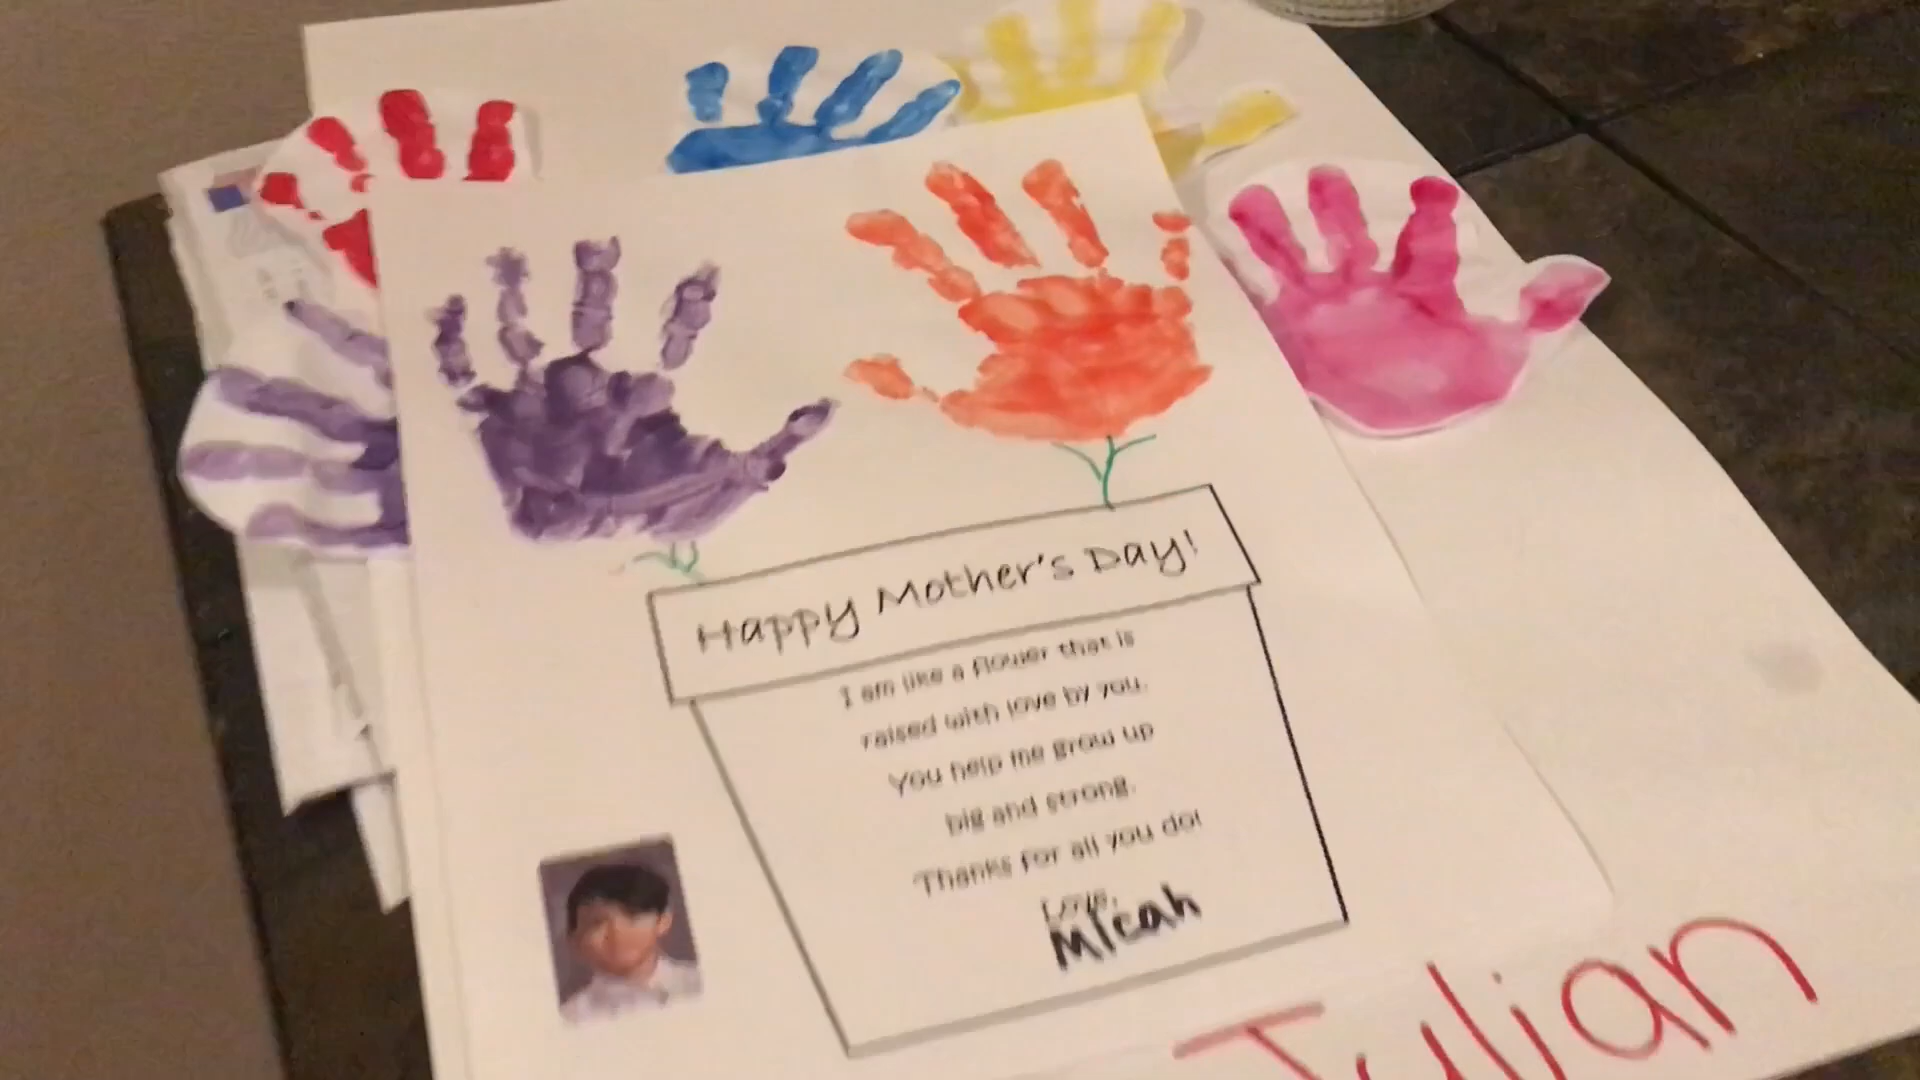 Happy Mother's Day!
I am like a flower that is
raised with love by you.
You help me grow up
big and strong.
Thanks for all you do!
Love,
Micah
Julian